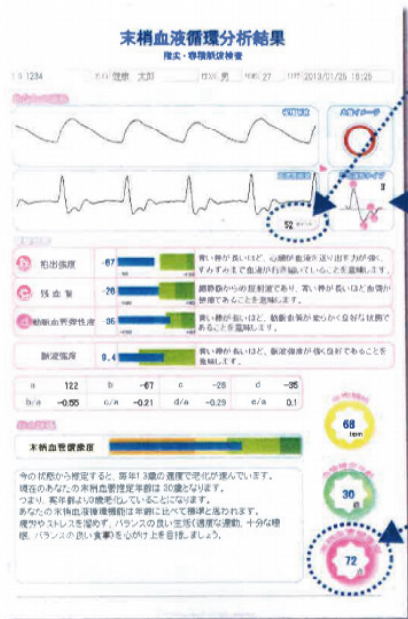 末梢血液循環分析結果
指尖・容積脈波検査
1234 健康 太郎 男 27 2013/01/25
拍出強度 -67 青い棒が長いほど、心臓が血液を送り出す力が強く、
すみずみまで血液が行き届いていることを意味します。
残血量 -28 細静脈からの反射波であり、青い棒が長いほど血管が
健康であることを意味します。
動脈血管弾性度 -35 青い棒が長いほど、動脈血管が柔らかく良好な状態で
あることを意味します。
脈波強度 9.4 青い棒が長いほど、脈波強度が強く良好であることを
意味します。
a 122 b -67 c -28 d -35
b/a -0.55 c/a -0.21 d/a -0.29 e/a 0.1
末梢血管健康度
68
bpm
30
72
今の状態から推定すると、毎年1.3歳の速度で老化が進んでいます。
現在のあなたの末梢血管推定年齢は 30歳となります。
つまり、実年齢より3歳老化していることになります。
あなたの末梢血液循環機能は年齢に比べて標準と思われます。
疲労やストレスを溜めず、バランスの良い生活(適度な運動、十分な睡
眠、バランスの良い食事)を心がけ上を目指しましょう。